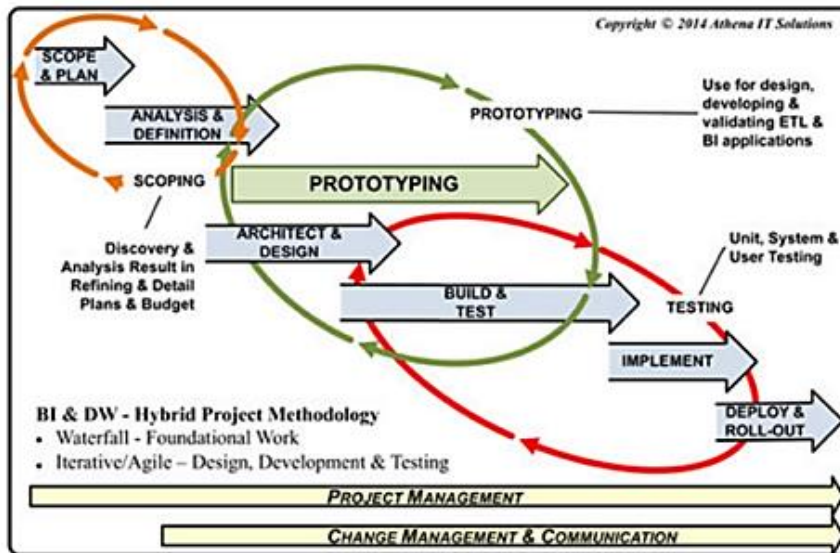 Copyright © 2014 Athena IT Solutions
SCOPE
& PLAN
ANALYSIS &
DEFINITION
SCOPING
Discovery &
Analysis Result in
Refining & Detail
Plans & Budget
PROTOTYPING
Use for design,
developing &
validating ETL &
BI applications
PROTOTYPING
ARCHITECT &
DESIGN
BUILD &
TEST
Unit, System &
User Testing
TESTING
IMPLEMENT
DEPLOY &
ROLL-OUT
BI & DW - Hybrid Project Methodology
• Waterfall - Foundational Work
• Iterative/Agile – Design, Development & Testing
PROJECT MANAGEMENT
CHANGE MANAGEMENT & COMMUNICATION